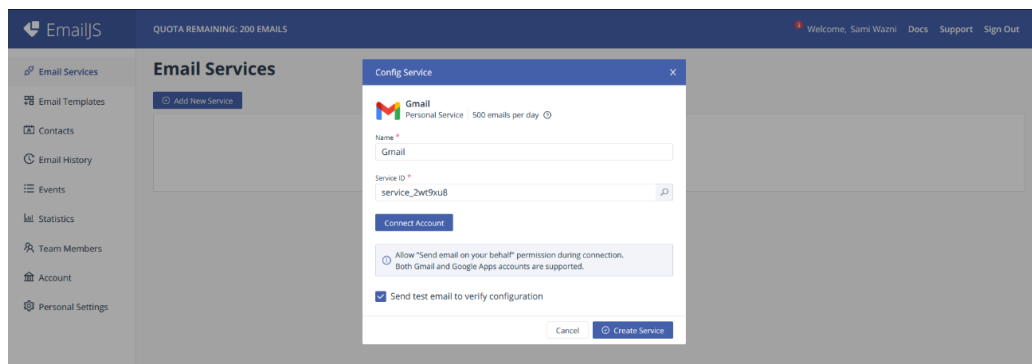 EmailJS
QUOTA REMAINING: 200 EMAILS
Welcome, Sami Wazni Docs Support Sign Out
Email Services
Email Templates
Contacts
Email History
Events
Statistics
Team Members
Account
Personal Settings
Email Services
Add New Service
Config Service X
Gmail
Personal Service 500 emails per day
Name *
Gmail
Service ID *
service_2wt9xu8
Connect Account
Allow "Send email on your behalf" permission during connection.
Both Gmail and Google Apps accounts are supported.
Send test email to verify configuration
Cancel Create Service